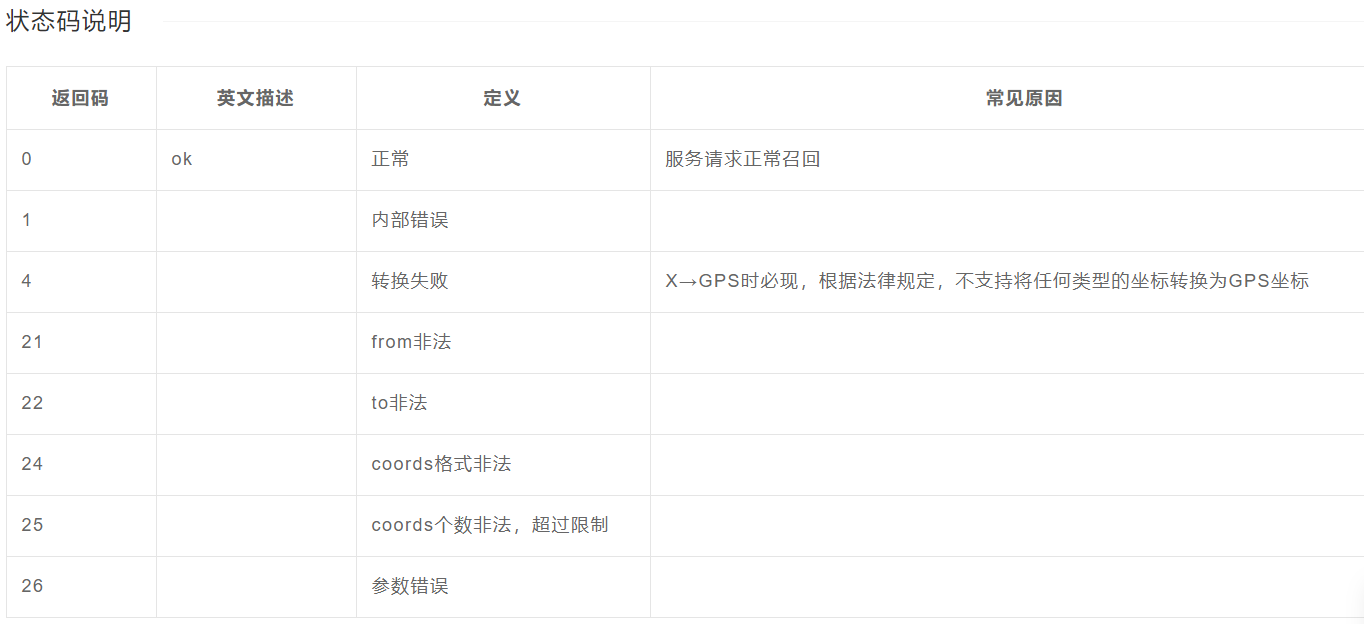 状态码说明
返回码 英文描述 定义 常见原因
0 ok 正常 服务请求正常召回
1 内部错误
4 转换失败 X→GPS时必现，根据法律规定，不支持将任何类型的坐标转换为GPS坐标
21 from非法
22 to非法
24 coords格式非法
25 coords个数非法，超过限制
26 参数错误